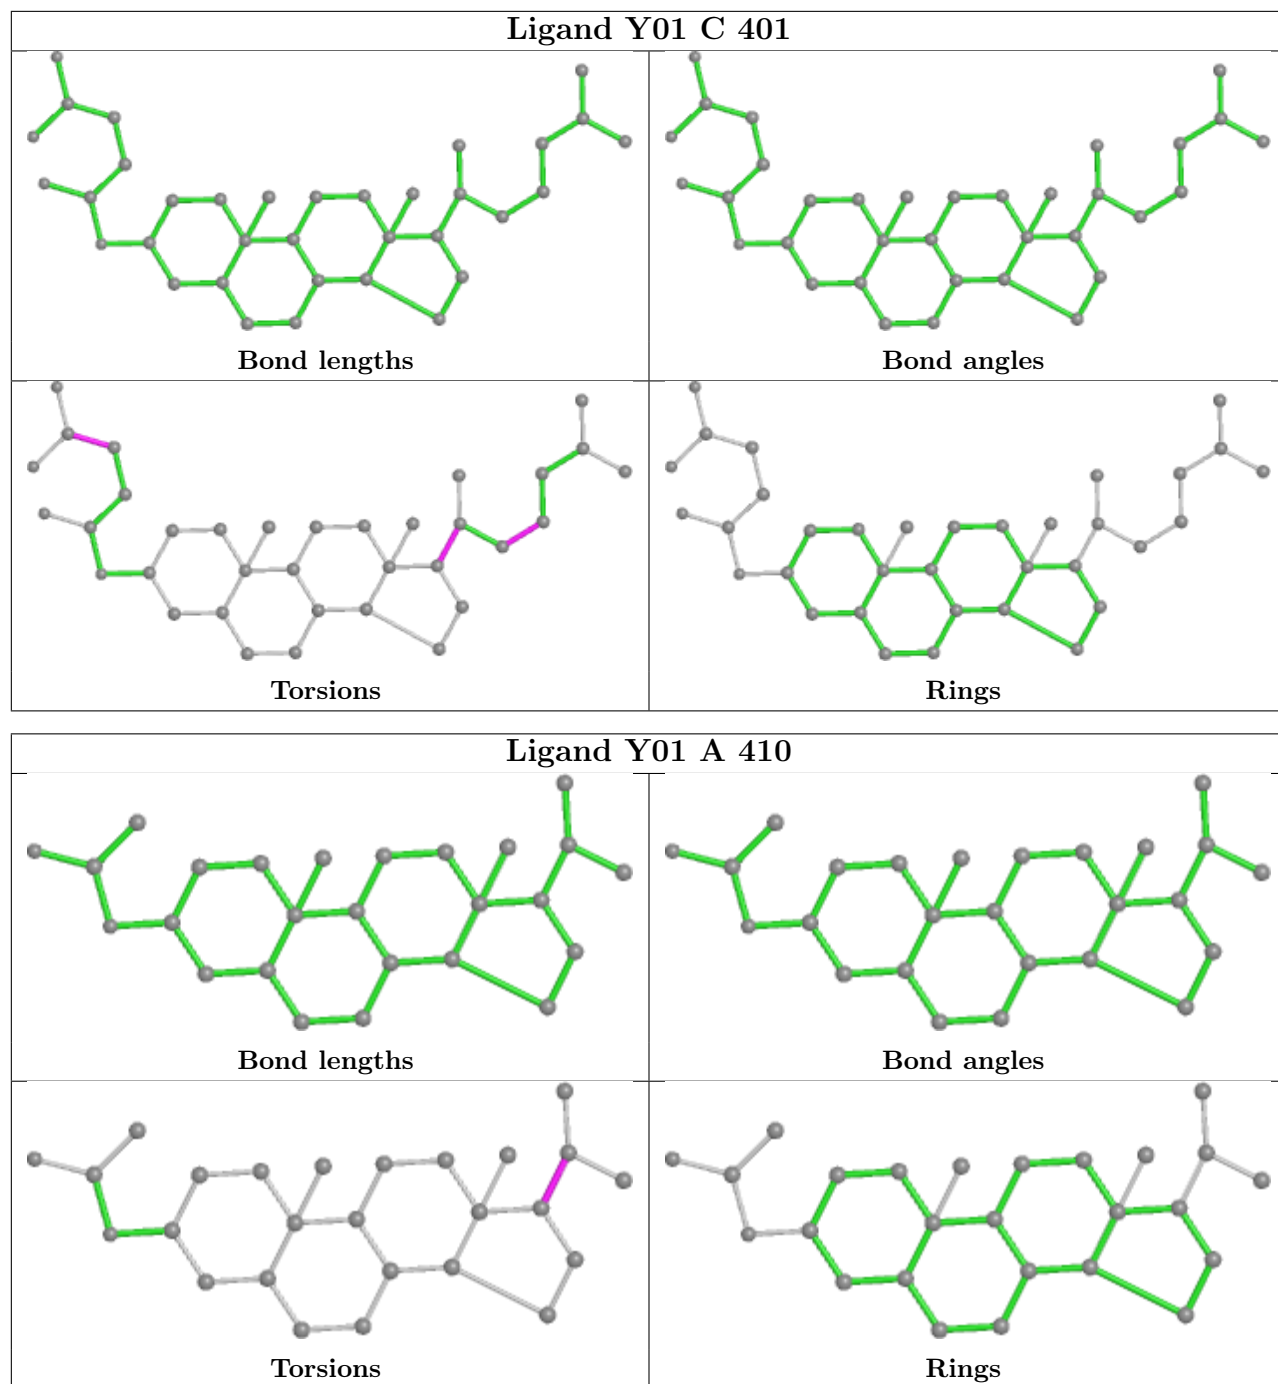 Ligand Y01 C 401
Bond lengths
Bond angles
Torsions
Rings
Ligand Y01 A 410
Bond lengths
Bond angles
Torsions
Rings